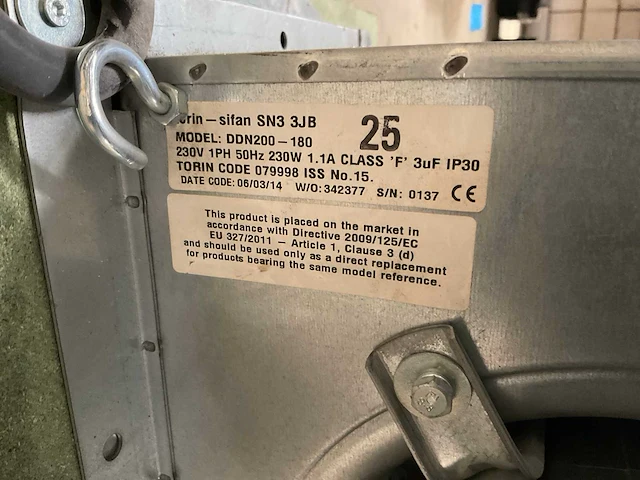 orin-sifan SN3 3JB
25
MODEL: DDN200-180
230V 1PH 50Hz 230W 1.1A CLASS 'F' 3uF IP30
TORIN CODE 079998 ISS No.15.
DATE CODE: 06/03/14 W/O: 342377 S/N: 0137 CE
This product is placed on the market in
accordance with Directive 2009/125/EC
EU 327/2011 - Article 1, Clause 3 (d)
and should be used only as a direct replacement
for products bearing the same model reference.